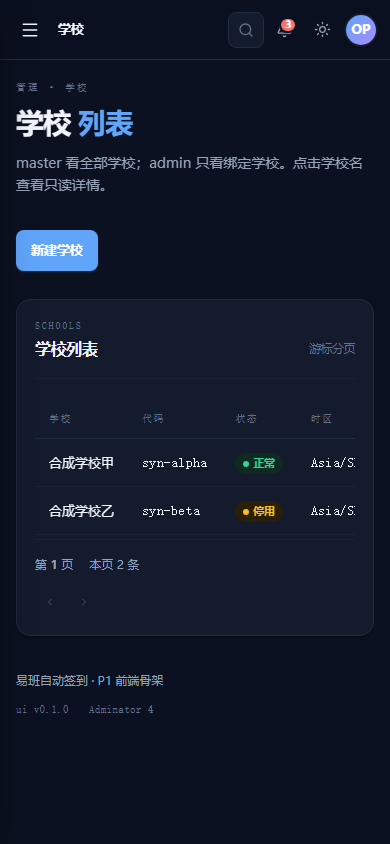 学校
3
OP
管理 · 学校
学校 列表
master 看全部学校；admin 只看绑定学校。点击学校名
查看只读详情。
新建学校
SCHOOLS
学校列表
游标分页
学校 代码 状态 时区
合成学校甲 syn-alpha 正常 Asia/S
合成学校乙 syn-beta 停用 Asia/S
第 1 页 本页 2 条
易班自动签到 · P1 前端骨架
ui v0.1.0 Adminator 4